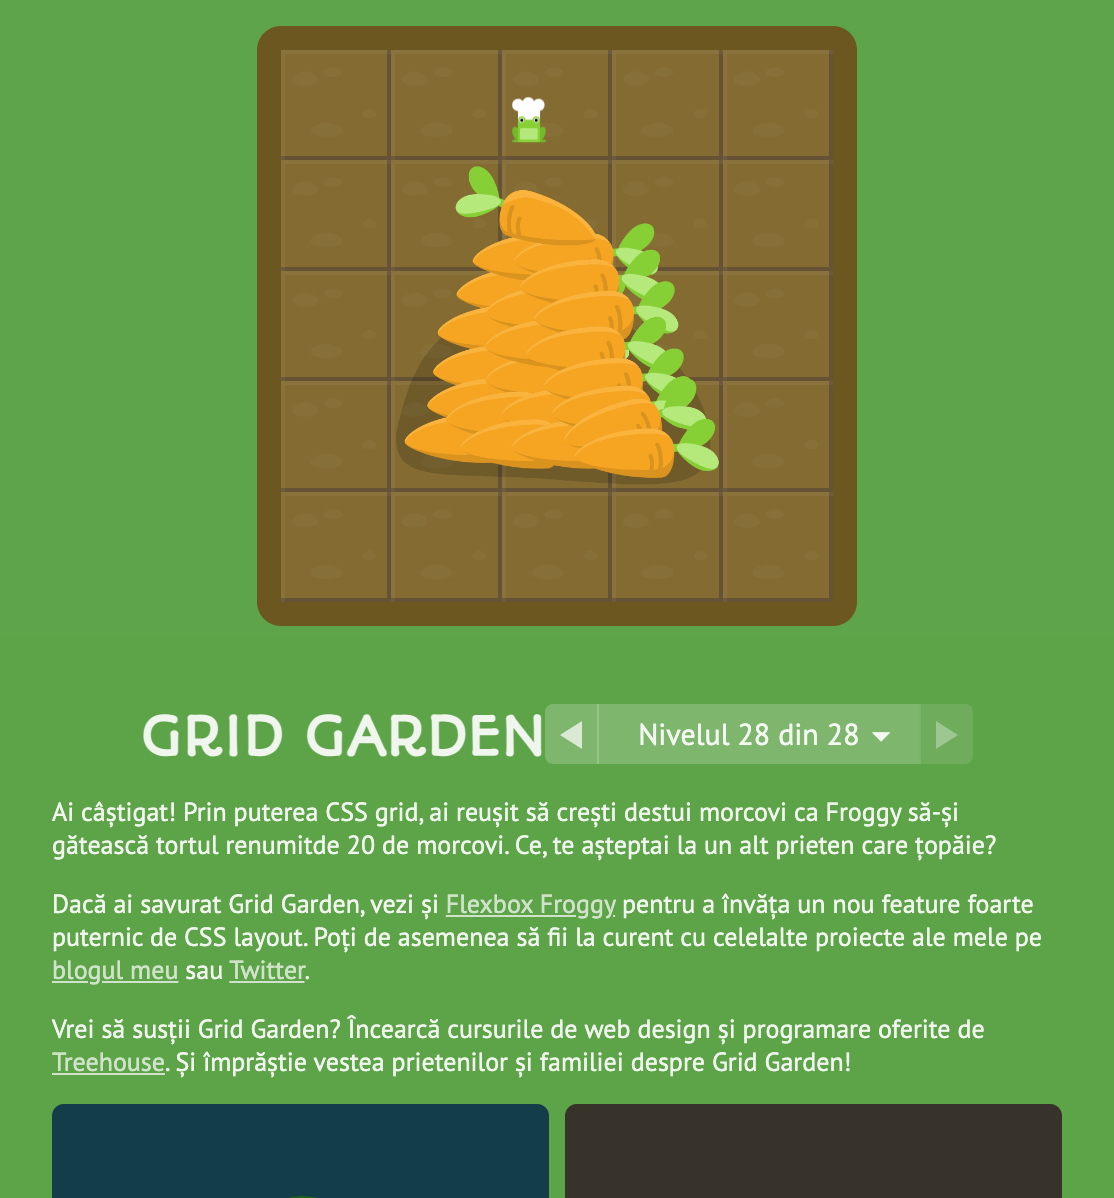 GRID GARDEN
Nivelul 28 din 28
Ai câștigat! Prin puterea CSS grid, ai reușit să crești destui morcovi ca Froggy să-și
gătească tortul renumitde 20 de morcovi. Ce, te așteptai la un alt prieten care țopăie?
Dacă ai savurat Grid Garden, vezi și Flexbox Froggy pentru a învăța un nou feature foarte
puternic de CSS layout. Poți de asemenea să fii la curent cu celelalte proiecte ale mele pe
blogul meu sau Twitter.
Vrei să susții Grid Garden? Încearcă cursurile de web design și programare oferite de
Treehouse. Și împrăștie vestea prietenilor și familiei despre Grid Garden!